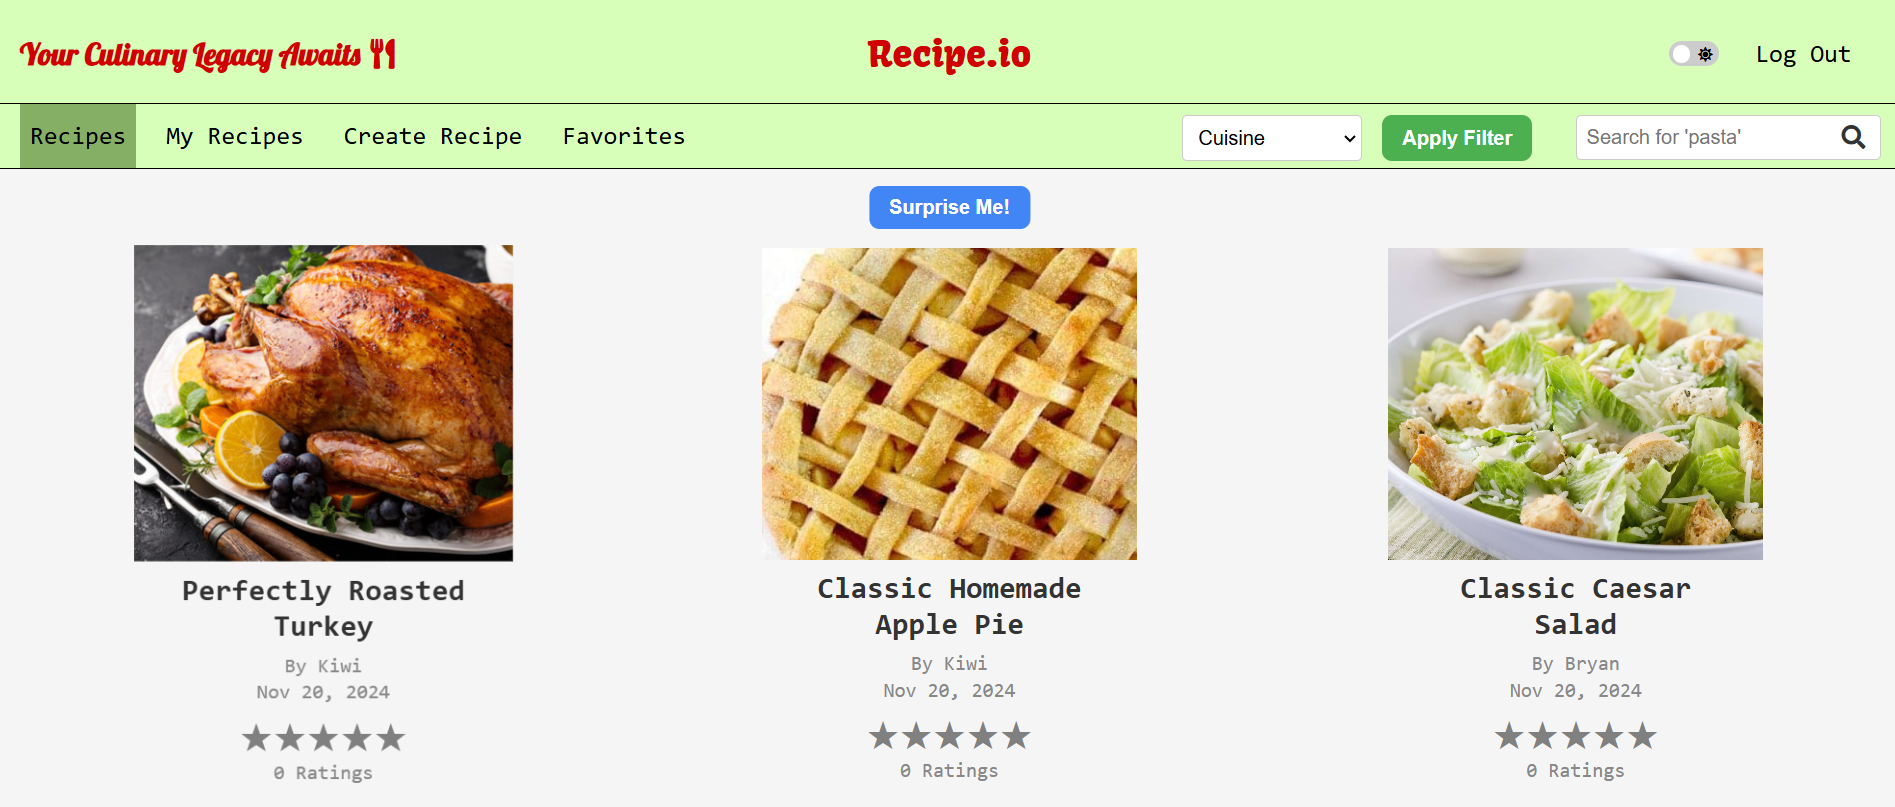 Your Culinary Legacy Awaits
Recipe.io
Log Out
Recipes
My Recipes
Create Recipe
Favorites
Cuisine
Apply Filter
Search for 'pasta'
Surprise Me!
Perfectly Roasted
Turkey
By Kiwi
Nov 20, 2024
0 Ratings
Classic Homemade
Apple Pie
By Kiwi
Nov 20, 2024
0 Ratings
Classic Caesar
Salad
By Bryan
Nov 20, 2024
0 Ratings